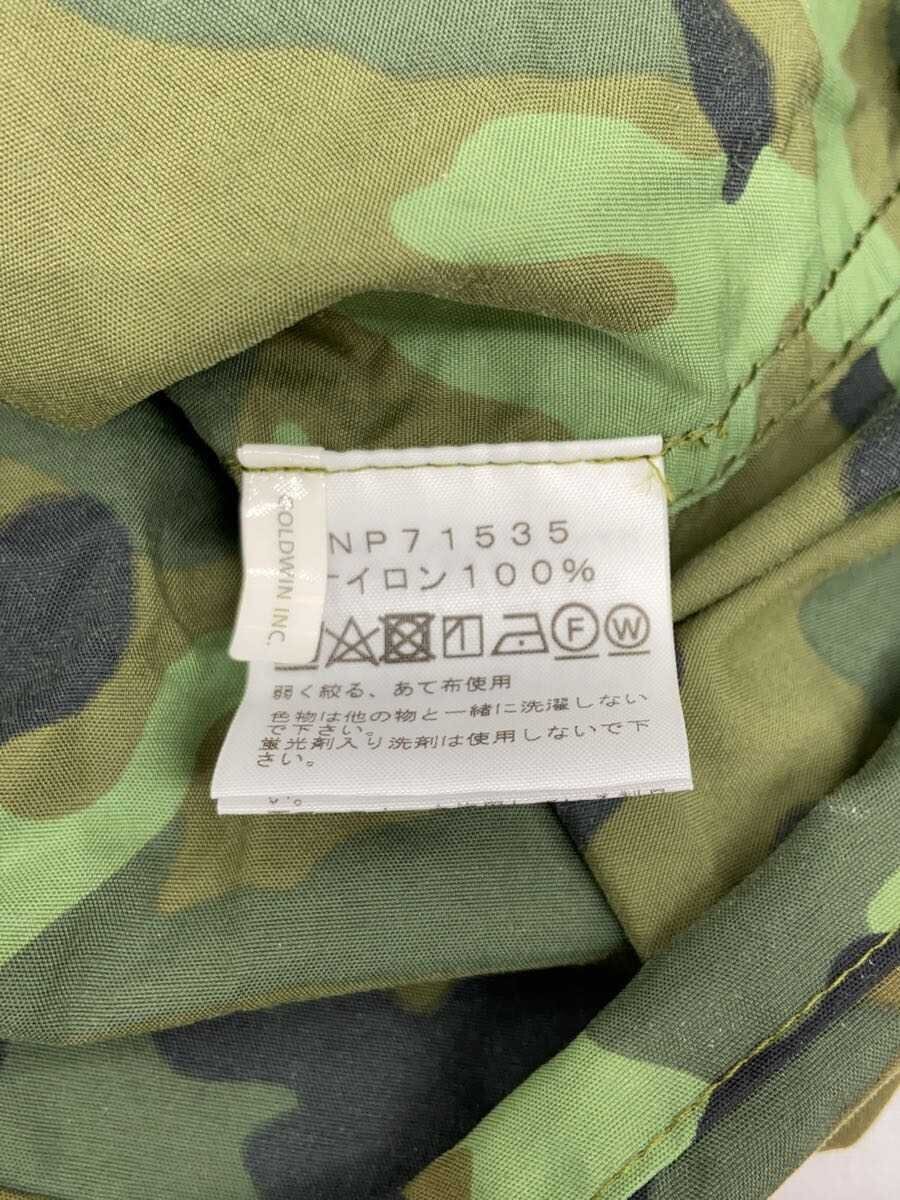 GOLDWIN INC.
NP71535
ナイロン100%
F W
弱く絞る、あて布使用
色物は他の物と一緒に洗濯しない
で下さい。
蛍光剤入り洗剤は使用しないで下
さい。